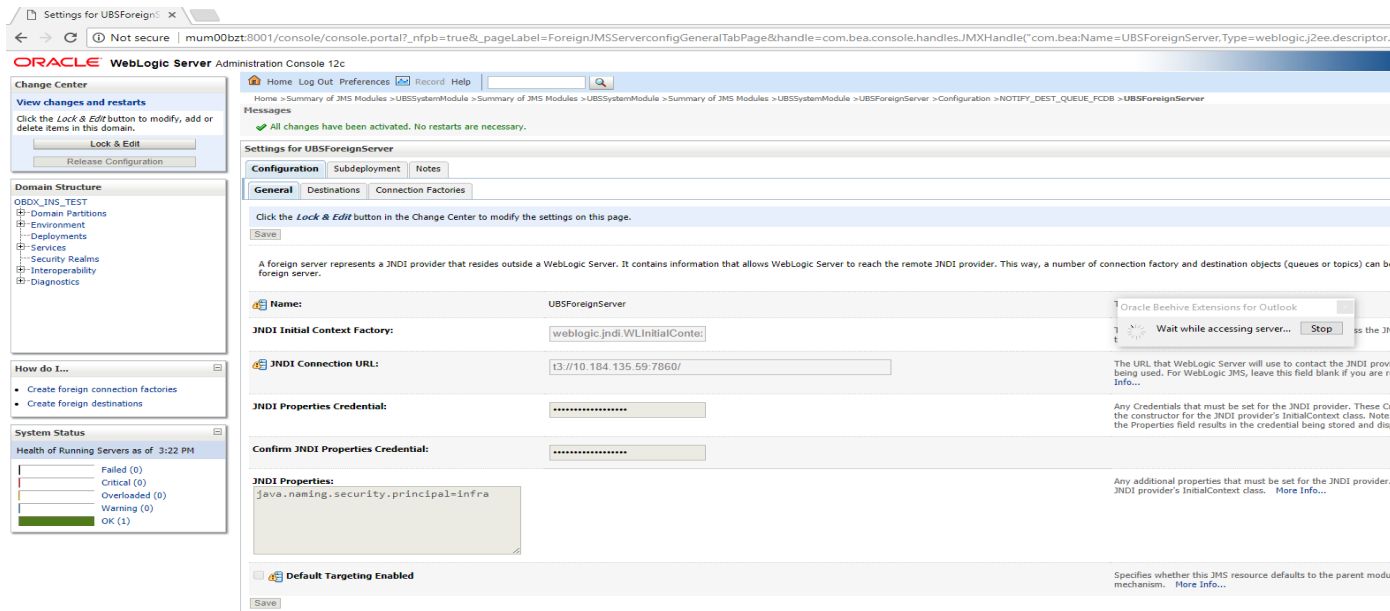 Settings for UBSForeignS
Not secure | mum00bzt:8001/console/console.portal?_nfpb=true&_pageLabel=ForeignJMSServerconfigGeneralTabPage&handle=com.bea.console.handles.JMXHandle("com.bea:Name=UBSForeignServer,Type=weblogic.j2ee.descriptor.
ORACLE WebLogic Server Administration Console 12c
Change Center
View changes and restarts
Click the Lock & Edit button to modify, add or
delete items in this domain.
Lock & Edit
Release Configuration
Domain Structure
OBDX_INS_TEST
Domain Partitions
Environment
Deployments
Services
Security Realms
Interoperability
Diagnostics
How do I...
Create foreign connection factories
Create foreign destinations
System Status
Health of Running Servers as of 3:22 PM
Failed (0)
Critical (0)
Overloaded (0)
Warning (0)
OK (1)
Home Log Out Preferences Record Help
Home >Summary of JMS Modules >UBSSystemModule >Summary of JMS Modules >UBSSystemModule >Summary of JMS Modules >UBSSystemModule >UBSForeignServer >Configuration >NOTIFY_DEST_QUEUE_FCDB >UBSForeignServer
Messages
All changes have been activated. No restarts are necessary.
Settings for UBSForeignServer
Configuration Subdeployment Notes
General Destinations Connection Factories
Click the Lock & Edit button in the Change Center to modify the settings on this page.
Save
A foreign server represents a JNDI provider that resides outside a WebLogic Server. It contains information that allows WebLogic Server to reach the remote JNDI provider. This way, a number of connection factory and destination objects (queues or topics) can be
foreign server.
Name: UBSForeignServer
Oracle Beehive Extensions for Outlook
Wait while accessing server... Stop
JNDI Initial Context Factory: weblogic.jndi.WLInitialConte
ss the JN
JNDI Connection URL: t3://10.184.135.59:7860/
The URL that WebLogic Server will use to contact the JNDI provi
being used. For WebLogic JMS, leave this field blank if you are r
Info...
JNDI Properties Credential: ••••••••••••••••••
Any Credentials that must be set for the JNDI provider. These Cr
the constructor for the JNDI provider's InitialContext class. Note
the Properties field results in the credential being stored and dis
Confirm JNDI Properties Credential: ••••••••••••••••••
JNDI Properties:
java.naming.security.principal=infra
Any additional properties that must be set for the JNDI provider.
JNDI provider's InitialContext class. More Info...
Default Targeting Enabled
Specifies whether this JMS resource defaults to the parent modu
mechanism. More Info...
Save